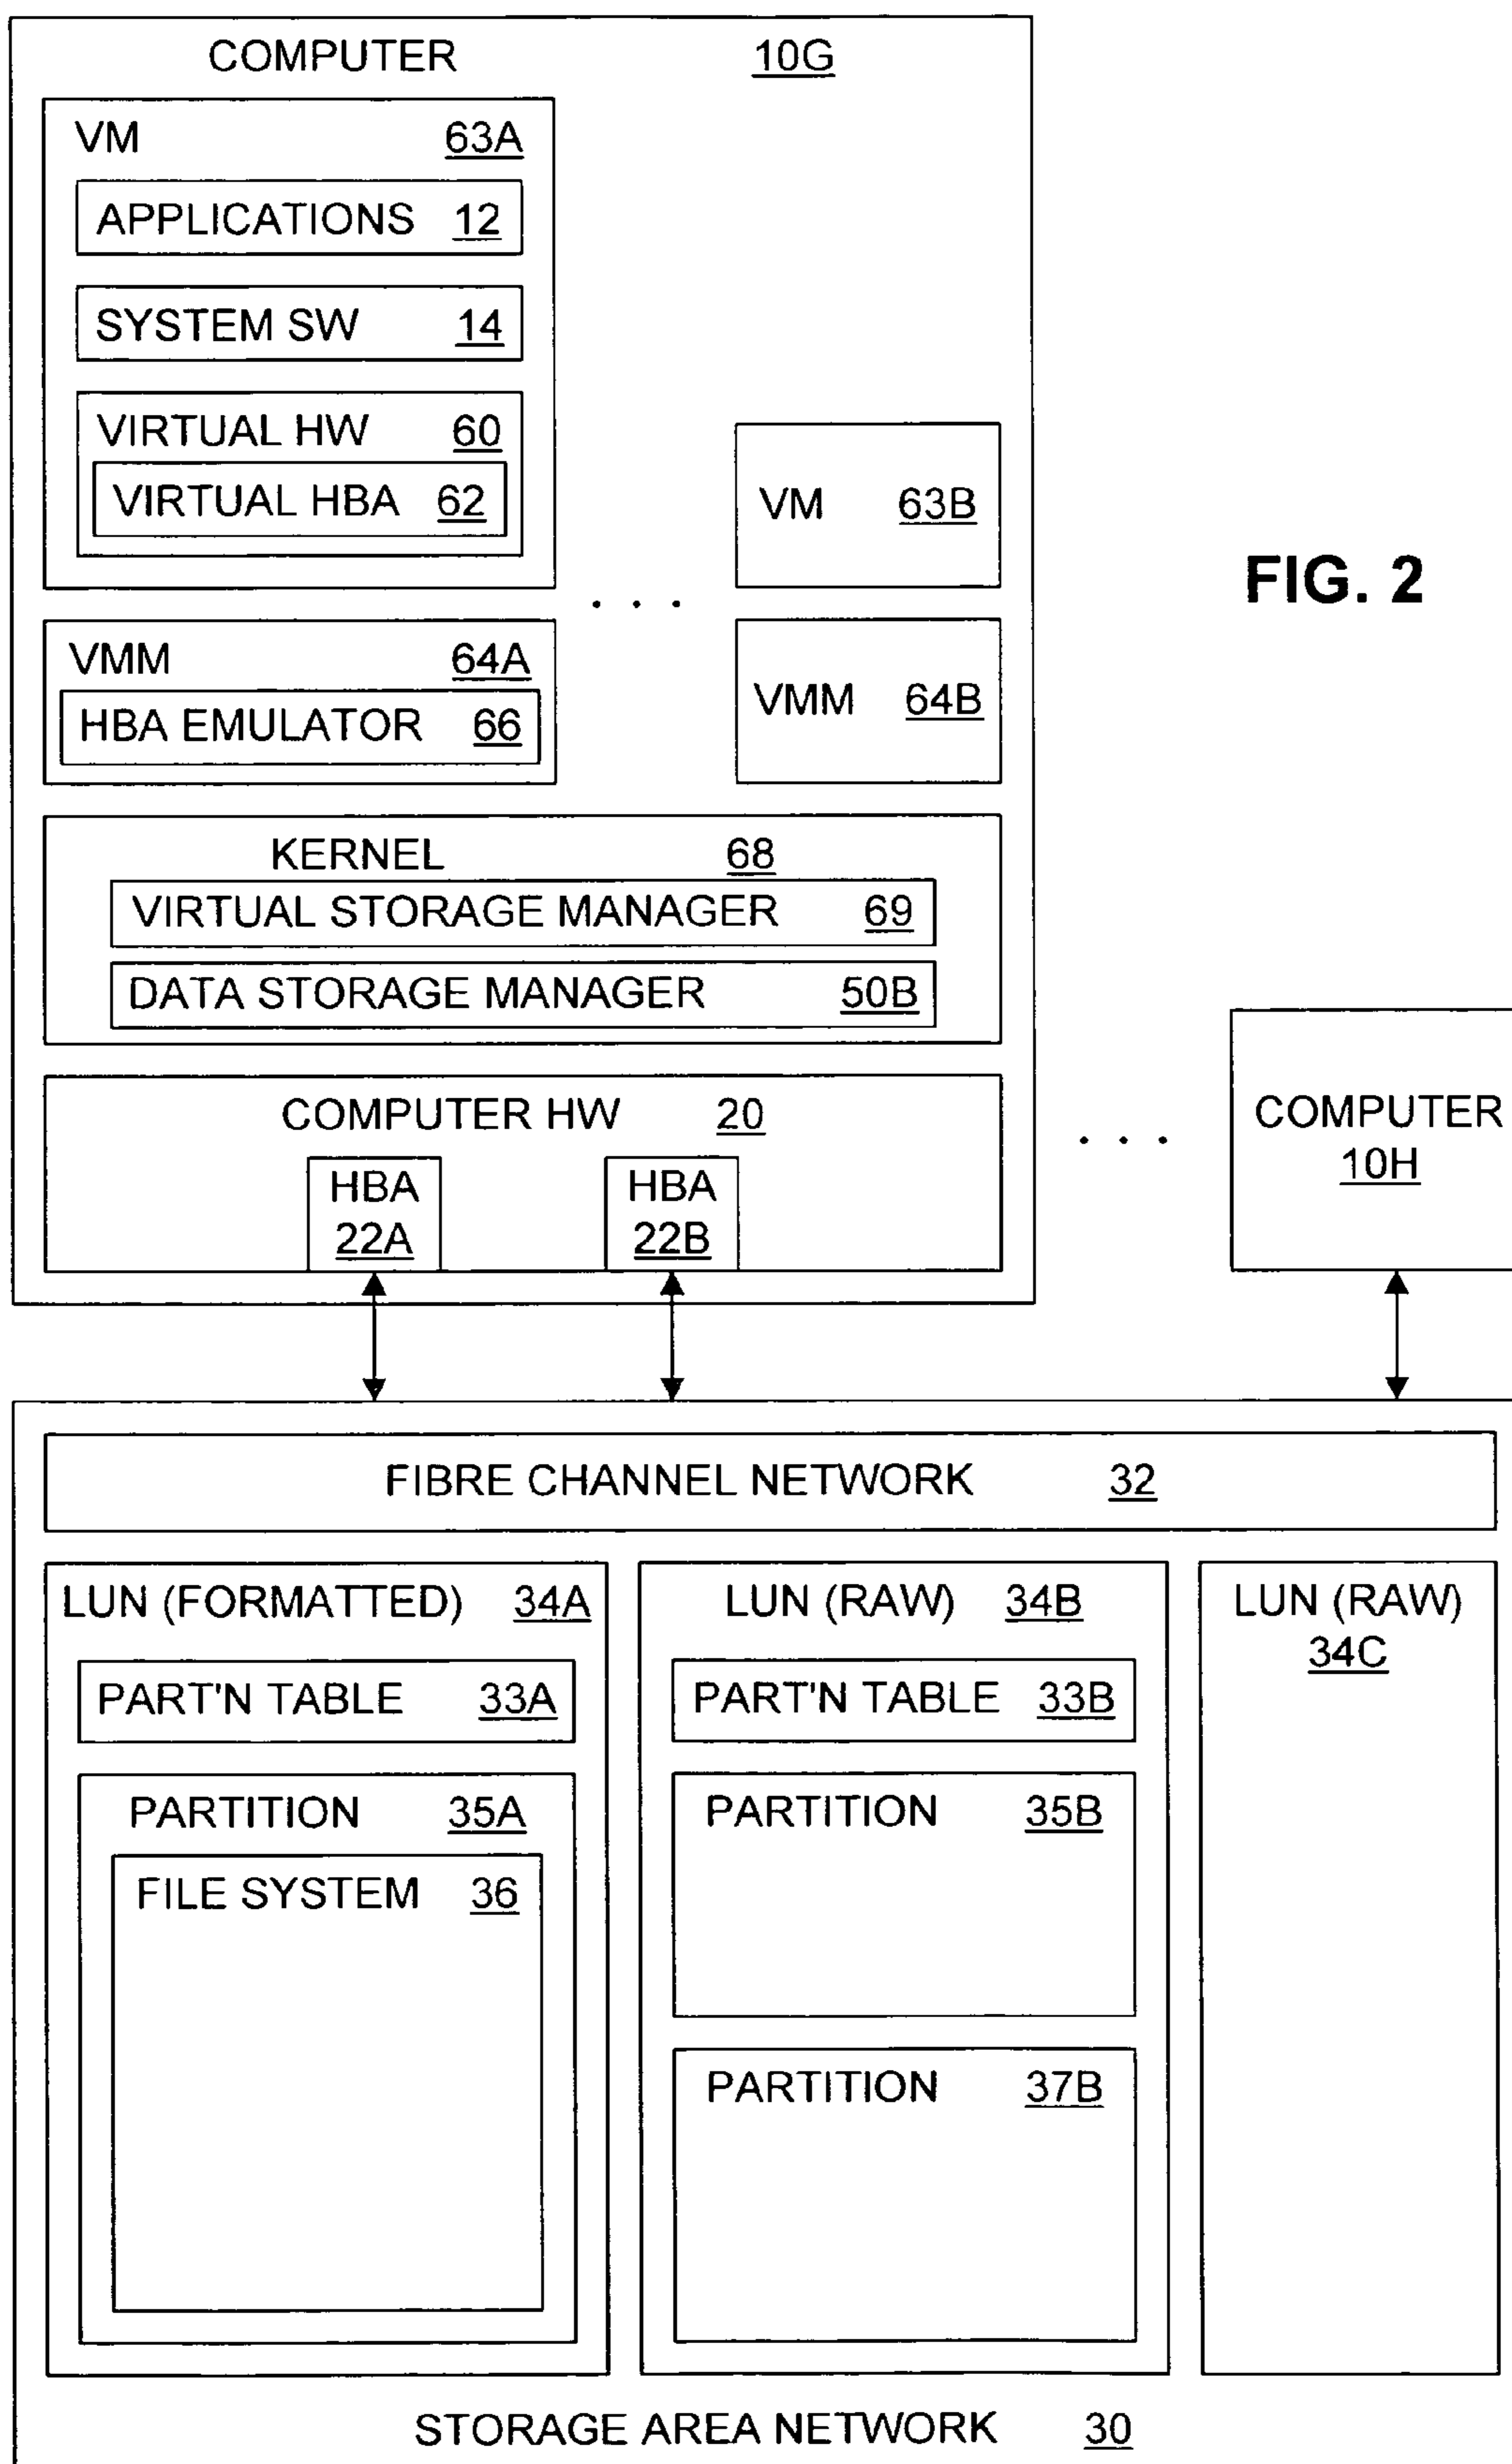 COMPUTER 10G
VM 63A
APPLICATIONS 12
SYSTEM SW 14
VIRTUAL HW 60
VIRTUAL HBA 62
VM 63B
FIG. 2
. . .
VMM 64A
HBA EMULATOR 66
VMM 64B
KERNEL 68
VIRTUAL STORAGE MANAGER 69
DATA STORAGE MANAGER 50B
COMPUTER HW 20
HBA
22A
HBA
22B
. . .
COMPUTER
10H
FIBRE CHANNEL NETWORK 32
LUN (FORMATTED) 34A
PART'N TABLE 33A
PARTITION 35A
FILE SYSTEM 36
LUN (RAW) 34B
PART'N TABLE 33B
PARTITION 35B
PARTITION 37B
LUN (RAW)
34C
STORAGE AREA NETWORK 30